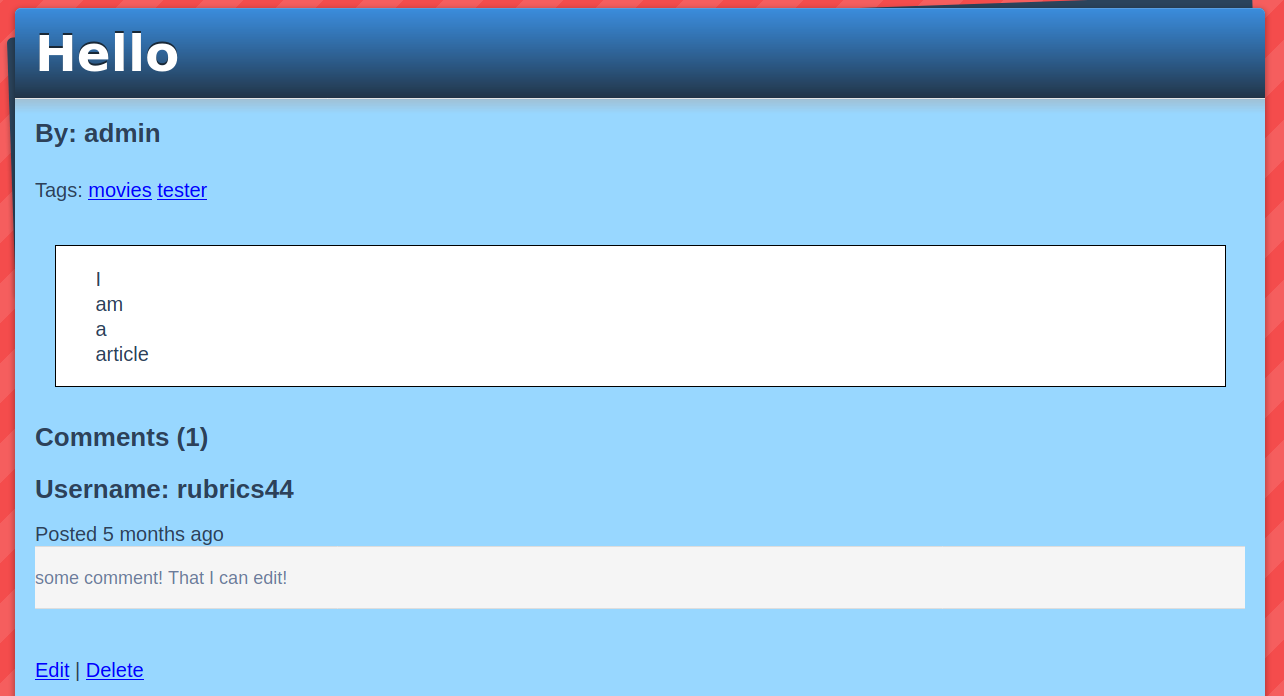 Hello
By: admin
Tags: movies tester
I
am
a
article
Comments (1)
Username: rubrics44
Posted 5 months ago
some comment! That I can edit!
Edit | Delete